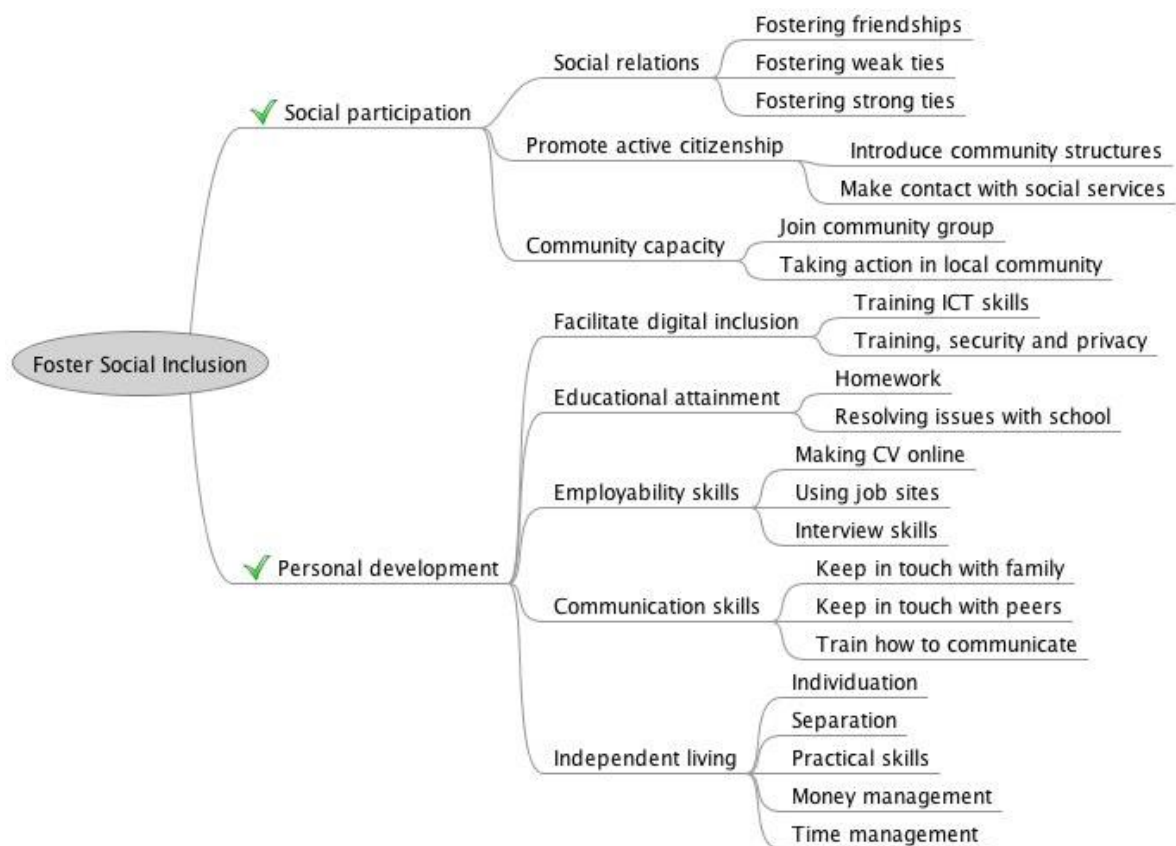 Foster Social Inclusion
Social participation
Social relations
Fostering friendships
Fostering weak ties
Fostering strong ties
Promote active citizenship
Introduce community structures
Make contact with social services
Community capacity
Join community group
Taking action in local community
Personal development
Facilitate digital inclusion
Training ICT skills
Training, security and privacy
Educational attainment
Homework
Resolving issues with school
Employability skills
Making CV online
Using job sites
Interview skills
Communication skills
Keep in touch with family
Keep in touch with peers
Train how to communicate
Independent living
Individuation
Separation
Practical skills
Money management
Time management